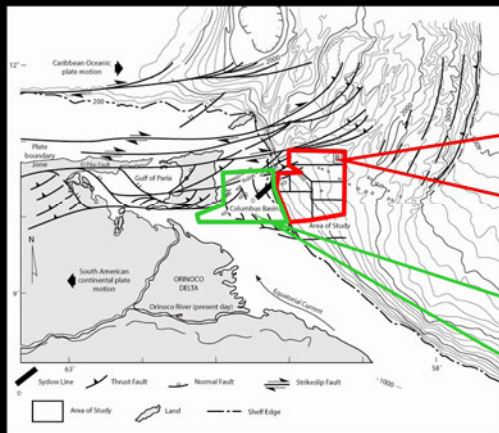 12°
Caribbean Oceanic
plate motion
2000
200
Plate
boundary
zone
El Pilar Fault
Gulf of Paria
Columbus Basin
Area of Study
N
South American
continental plate
motion
ORINOCO
DELTA
Equatorial Current
9°
Orinoco River (present day)
63°
58°
1000
Sydow Line
Thrust Fault
Normal Fault
Strikeslip Fault
Area of Study
Land
Shelf Edge